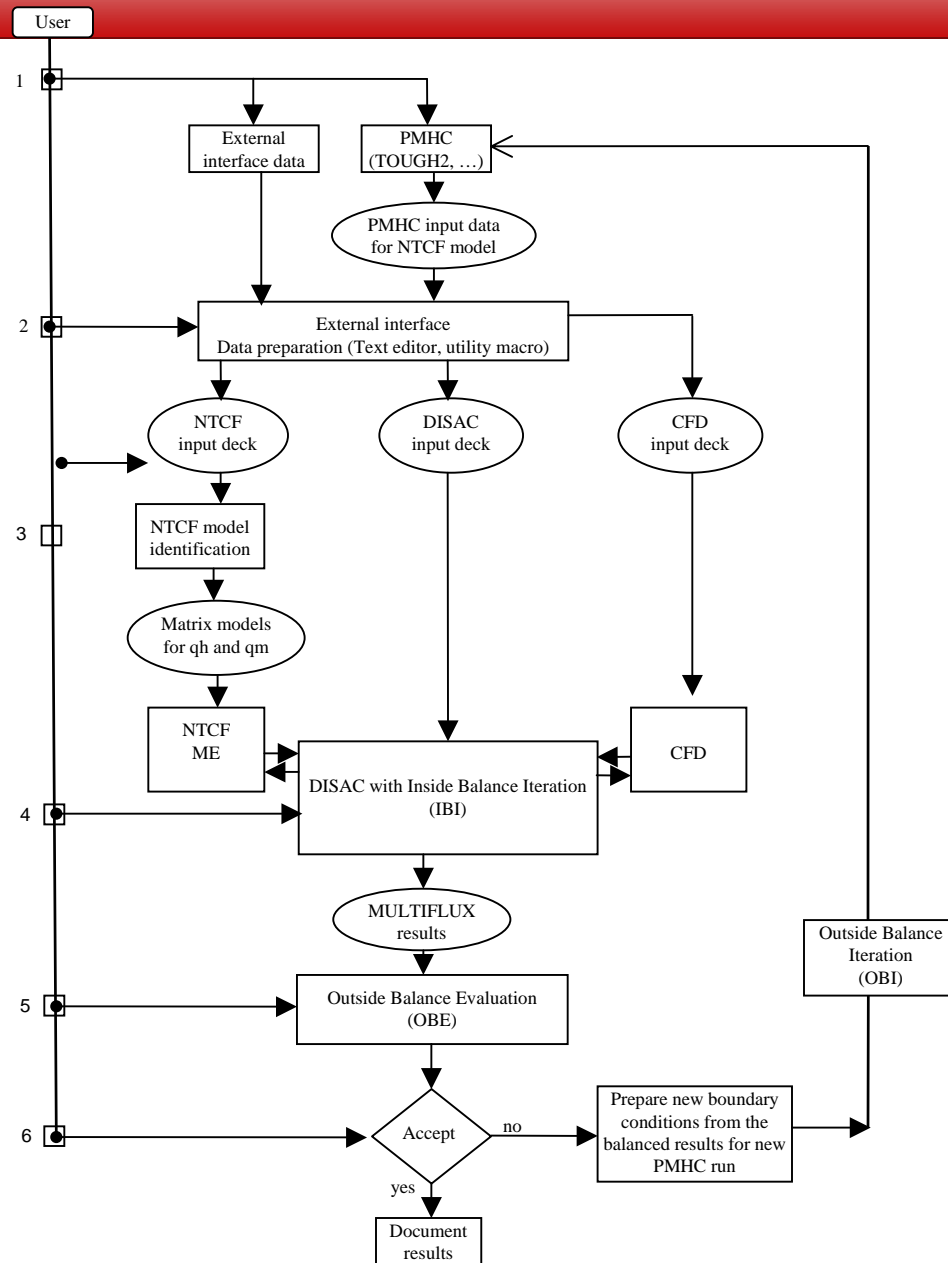 User
1
External
interface data
PMHC
(TOUGH2, …)
PMHC input data
for NTCF model
2
External interface
Data preparation (Text editor, utility macro)
NTCF
input deck
DISAC
input deck
CFD
input deck
3
NTCF model
identification
Matrix models
for qh and qm
NTCF
ME
DISAC with Inside Balance Iteration
(IBI)
CFD
4
MULTIFLUX
results
Outside Balance
Iteration
(OBI)
5
Outside Balance Evaluation
(OBE)
6
Accept
no
Prepare new boundary
conditions from the
balanced results for new
PMHC run
yes
Document
results